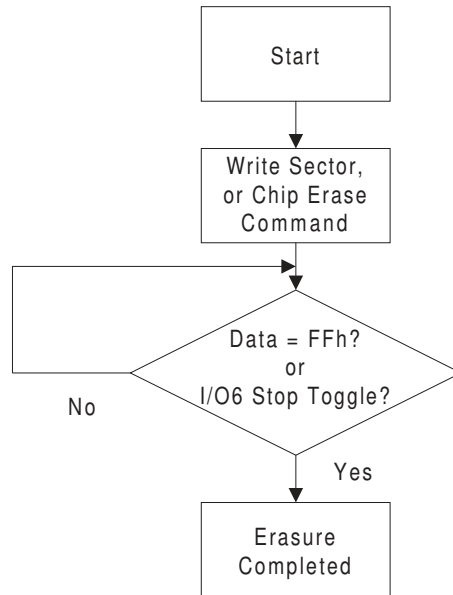 Start
Write Sector,
or Chip Erase
Command
Data = FFh?
or
I/O6 Stop Toggle?
No
Yes
Erasure
Completed